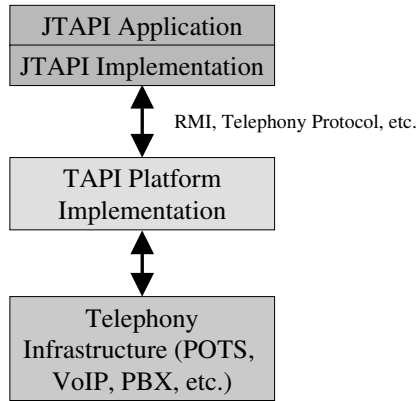 JTAPI Application
JTAPI Implementation
RMI, Telephony Protocol, etc.
TAPI Platform
Implementation
Telephony
Infrastructure (POTS,
VoIP, PBX, etc.)